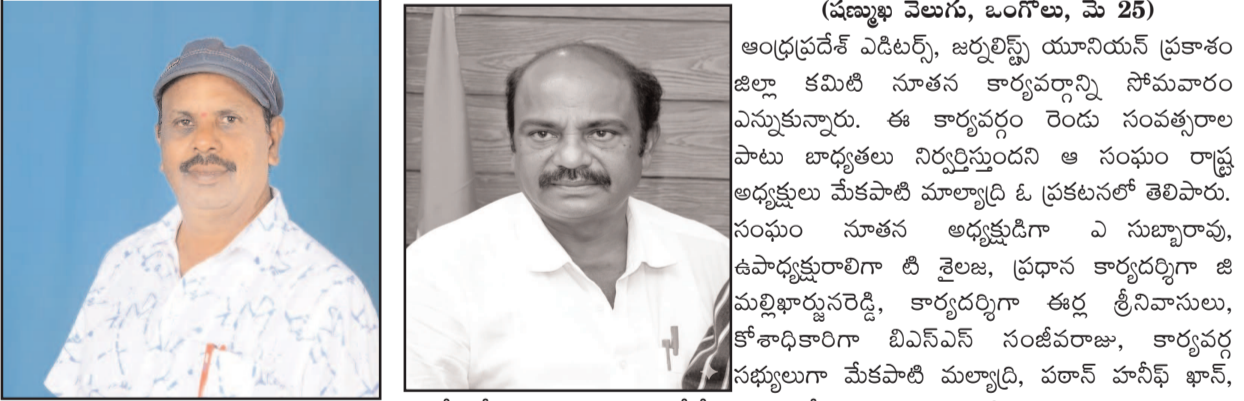 (షణ్ముఖ వెలుగు, ఒంగోలు, మే 25)
ఆంధ్రప్రదేశ్ ఎడిటర్స్, జర్నలిస్ట్స్ యూనియన్ ప్రకాశం
జిల్లా కమిటి నూతన కార్యవర్గాన్ని సోమవారం
ఎన్నుకున్నారు. ఈ కార్యవర్గం రెండు సంవత్సరాల
పాటు బాధ్యతలు నిర్వర్తిస్తుందని ఆ సంఘం రాష్ట్ర
అధ్యక్షులు మేకపాటి మాల్యాద్రి ఓ ప్రకటనలో తెలిపారు.
సంఘం నూతన అధ్యక్షుడిగా ఎ సుబ్బారావు,
ఉపాధ్యక్షురాలిగా టి శైలజ, ప్రధాన కార్యదర్శిగా జి
మల్లిఖార్జునరెడ్డి, కార్యదర్శిగా ఈర్ల శ్రీనివాసులు,
కోశాధికారిగా బిఎస్ఎస్ సంజీవరాజు, కార్యవర్గ
సభ్యులుగా మేకపాటి మల్యాద్రి, పఠాన్ హనీఫ్ ఖాన్,